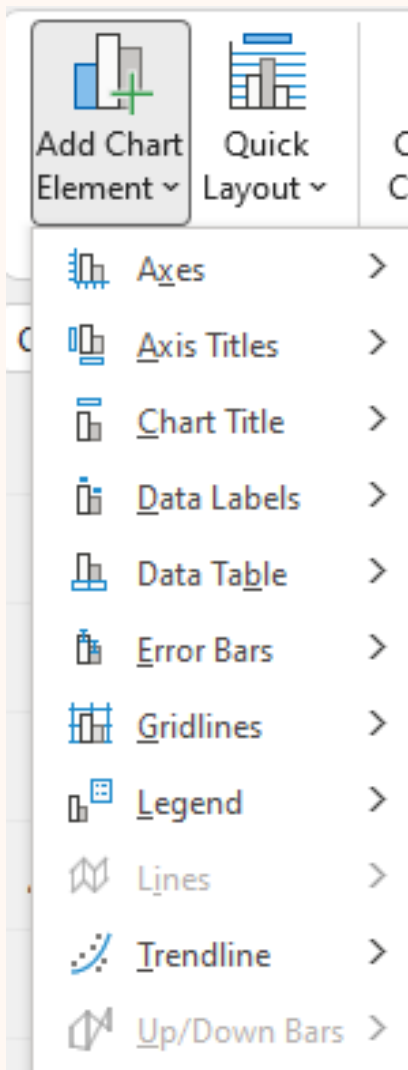 Add Chart
Element
Quick
Layout
Axes
Axis Titles
Chart Title
Data Labels
Data Table
Error Bars
Gridlines
Legend
Lines
Trendline
Up/Down Bars